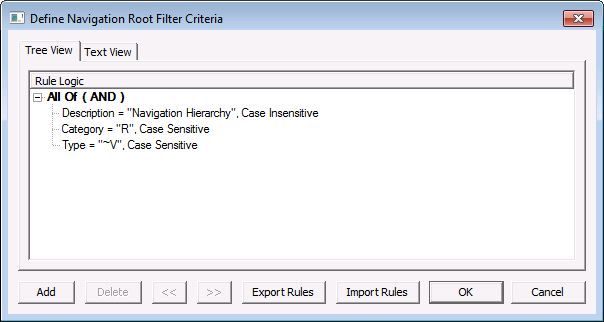 Define Navigation Root Filter Criteria
Tree View Text View
Rule Logic
All Of ( AND )
Description = "Navigation Hierarchy", Case Insensitive
Category = "R", Case Sensitive
Type = "~V", Case Sensitive
Add Delete << >> Export Rules Import Rules OK Cancel